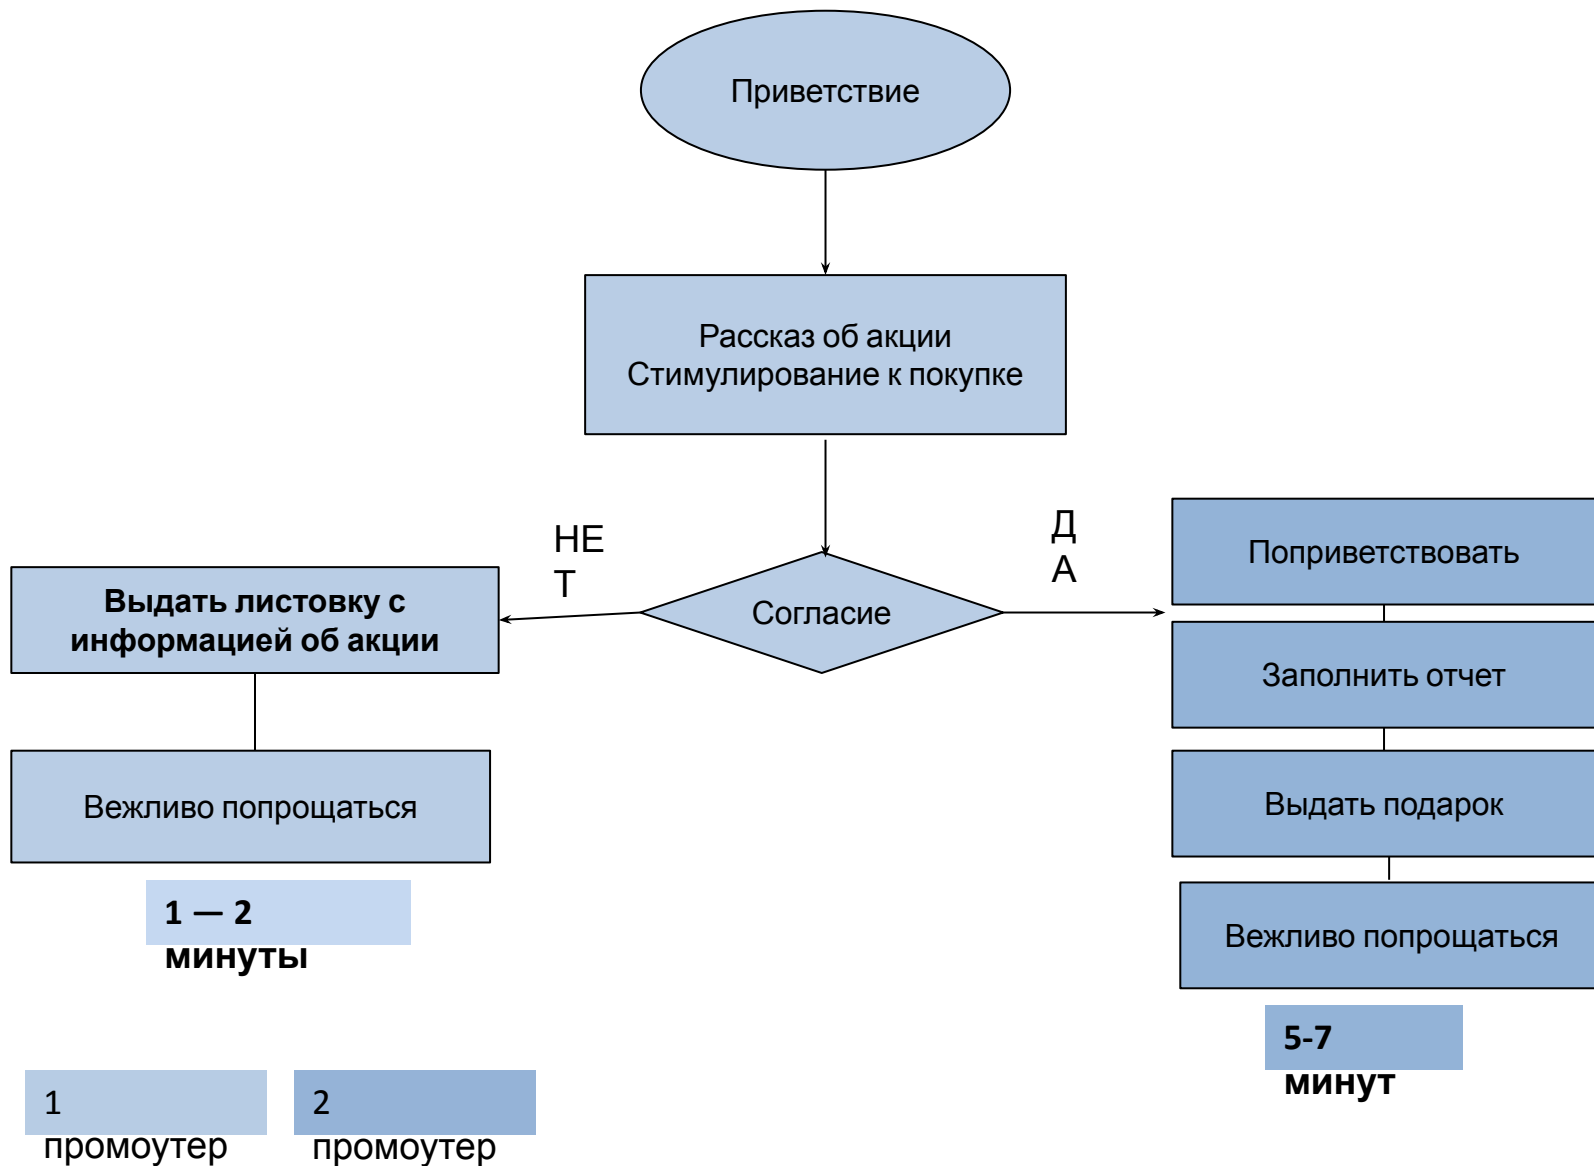 Приветствие
Рассказ об акции
Стимулирование к покупке
НЕ
Т
Д
А
Согласие
Выдать листовку с
информацией об акции
Вежливо попрощаться
1 — 2
минуты
Поприветствовать
Заполнить отчет
Выдать подарок
Вежливо попрощаться
5-7
минут
1
промоутер
2
промоутер